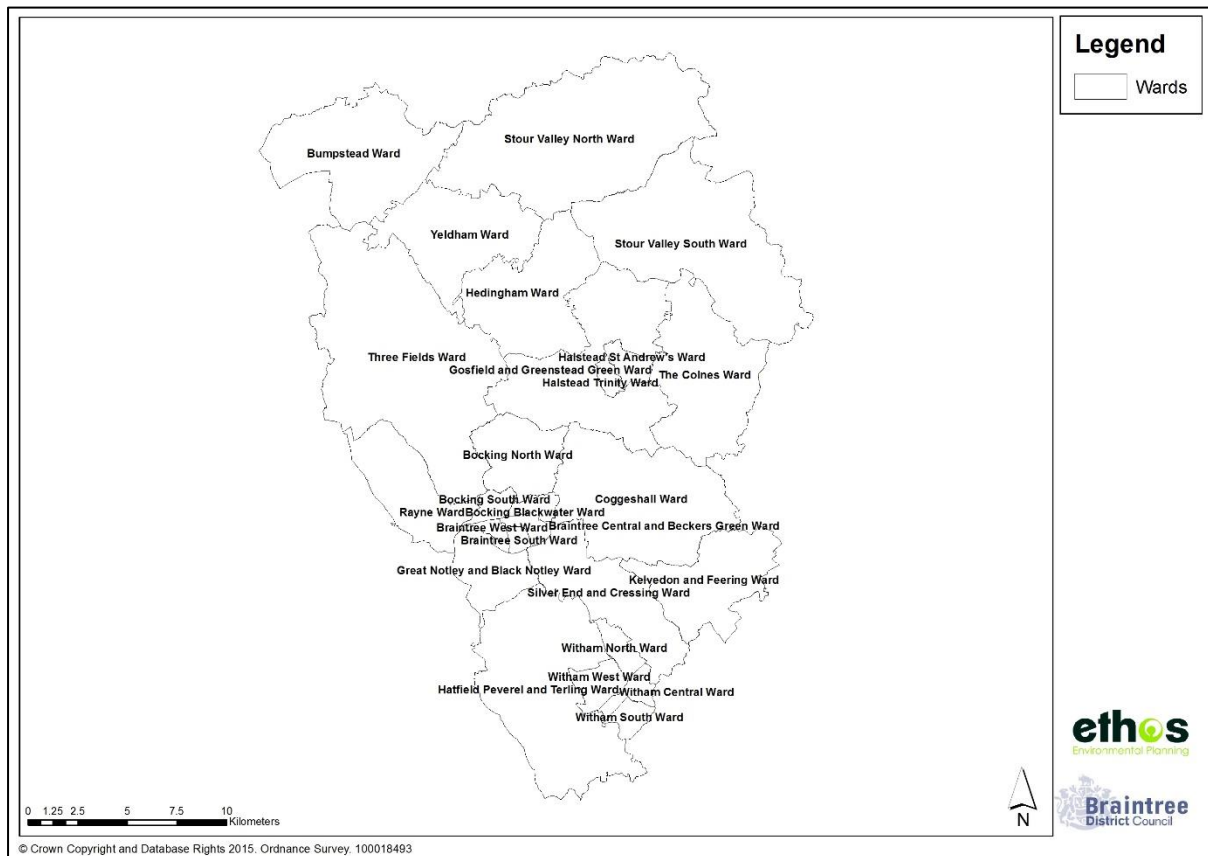 Legend
Wards
Bumpstead Ward
Stour Valley North Ward
Yeldham Ward
Stour Valley South Ward
Hedingham Ward
Three Fields Ward
Halstead St Andrew's Ward
Gosfield and Greenstead Green Ward
The Colnes Ward
Halstead Trinity Ward
Bocking North Ward
Bocking South Ward
Coggeshall Ward
Rayne Ward
Bocking Blackwater Ward
Braintree West Ward
Braintree Central and Beckers Green Ward
Braintree South Ward
Great Notley and Black Notley Ward
Kelvedon and Feering Ward
Silver End and Cressing Ward
Witham North Ward
Witham West Ward
Hatfield Peverel and Terling Ward
Witham Central Ward
Witham South Ward
ethos
Environmental Planning
Braintree
District Council
0 1.25 2.5 5 7.5 10
Kilometers
N
© Crown Copyright and Database Rights 2015. Ordnance Survey. 100018493